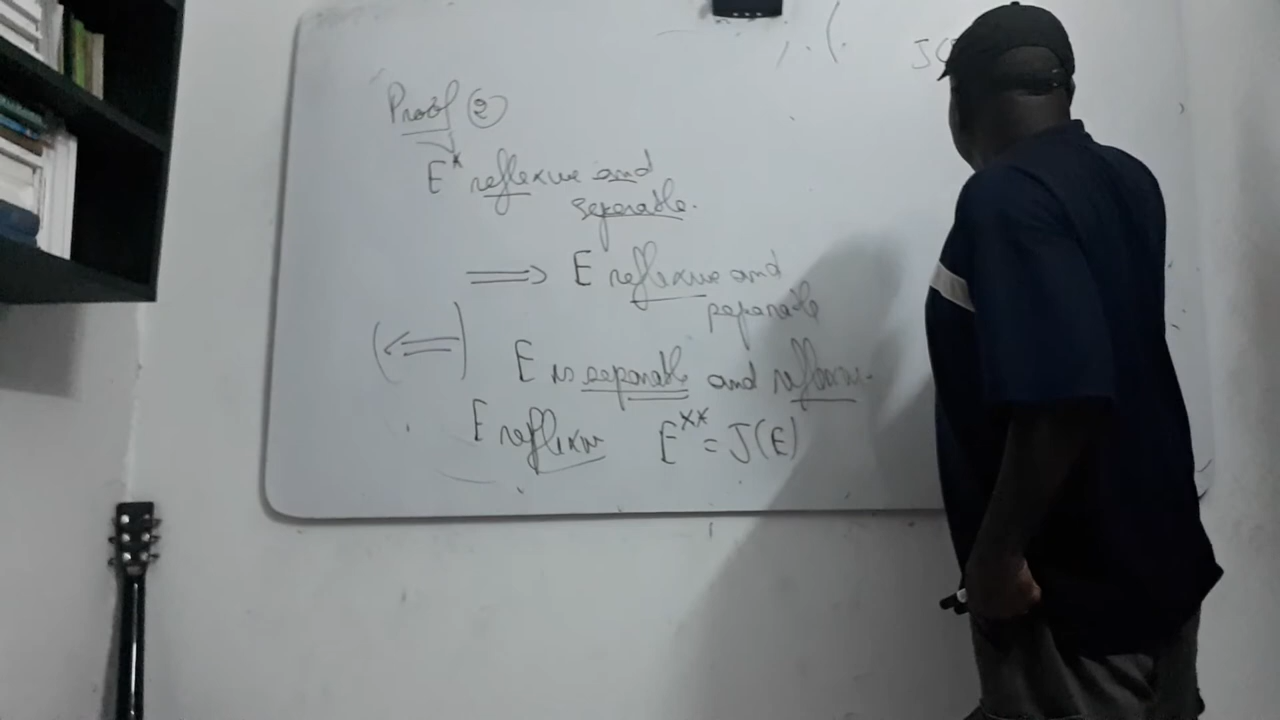 Proof ②
E* reflexive and
separable.
⟹ E reflexive and
separable
(⟸) E is separable and reflexive.
E reflexive E** = J(E)
J(